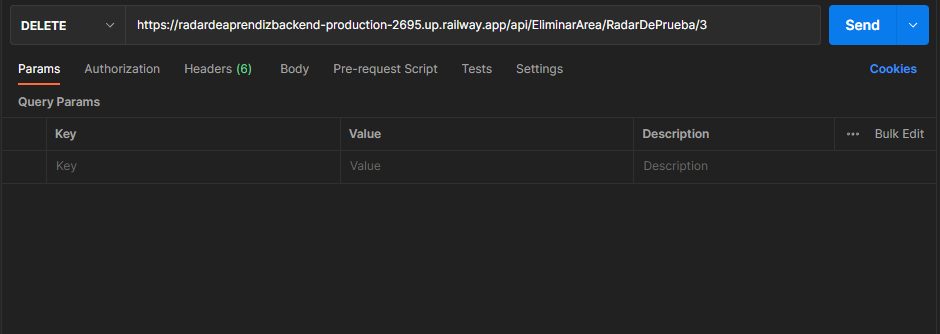 DELETE https://radardeaprendizbackend-production-2695.up.railway.app/api/EliminarArea/RadarDePrueba/3 Send
Params Authorization Headers (6) Body Pre-request Script Tests Settings Cookies
Query Params
Key Value Description ••• Bulk Edit
Key Value Description